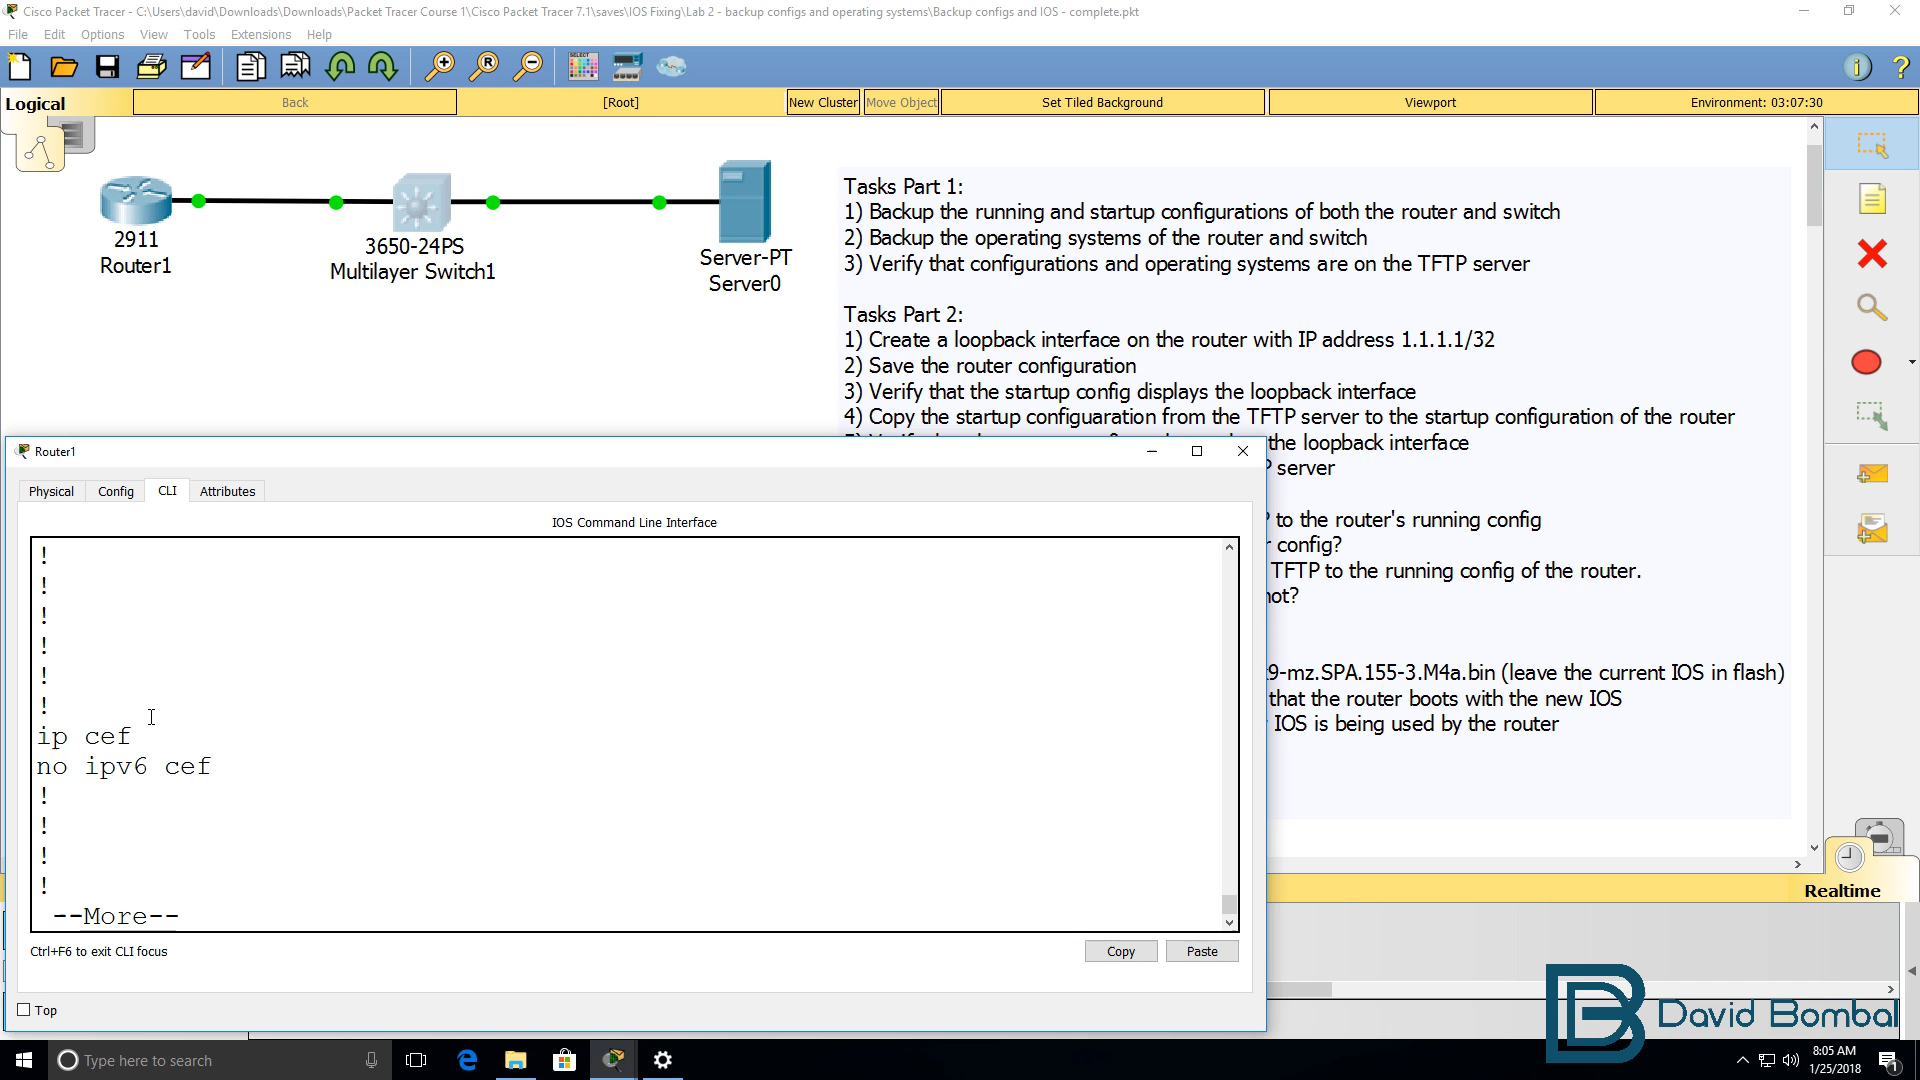 Cisco Packet Tracer - C:\Users\david\Downloads\Downloads\Packet Tracer Course 1\Cisco Packet Tracer 7.1\saves\IOS Fixing\Lab 2 - backup configs and operating systems\Backup configs and IOS - complete.pkt
File Edit Options View Tools Extensions Help
Logical Back [Root] New Cluster Move Object Set Tiled Background Viewport Environment: 03:07:30
2911
Router1
3650-24PS
Multilayer Switch1
Server-PT
Server0
Tasks Part 1:
1) Backup the running and startup configurations of both the router and switch
2) Backup the operating systems of the router and switch
3) Verify that configurations and operating systems are on the TFTP server
Tasks Part 2:
1) Create a loopback interface on the router with IP address 1.1.1.1/32
2) Save the router configuration
3) Verify that the startup config displays the loopback interface
4) Copy the startup configuaration from the TFTP server to the startup configuration of the router
the loopback interface
server
to the router's running config
config?
TFTP to the running config of the router.
not?
9-mz.SPA.155-3.M4a.bin (leave the current IOS in flash)
that the router boots with the new IOS
IOS is being used by the router
Router1
Physical Config CLI Attributes
IOS Command Line Interface
!
!
!
!
!
!
ip cef
no ipv6 cef
!
!
!
!
--More--
Ctrl+F6 to exit CLI focus
Copy Paste
Top
Realtime
David Bombal
Type here to search
8:05 AM
1/25/2018
1